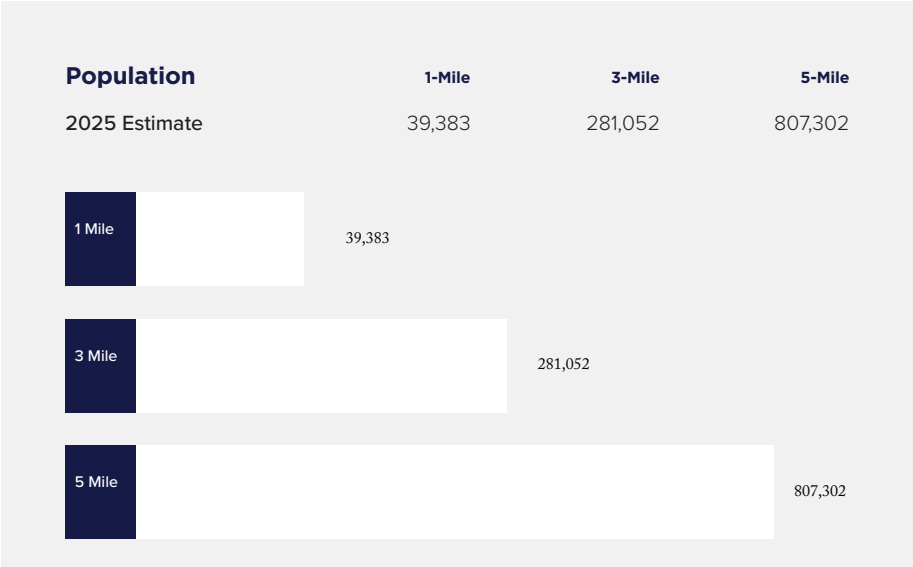 Population 1-Mile 3-Mile 5-Mile
2025 Estimate 39,383 281,052 807,302
1 Mile 39,383
3 Mile 281,052
5 Mile 807,302